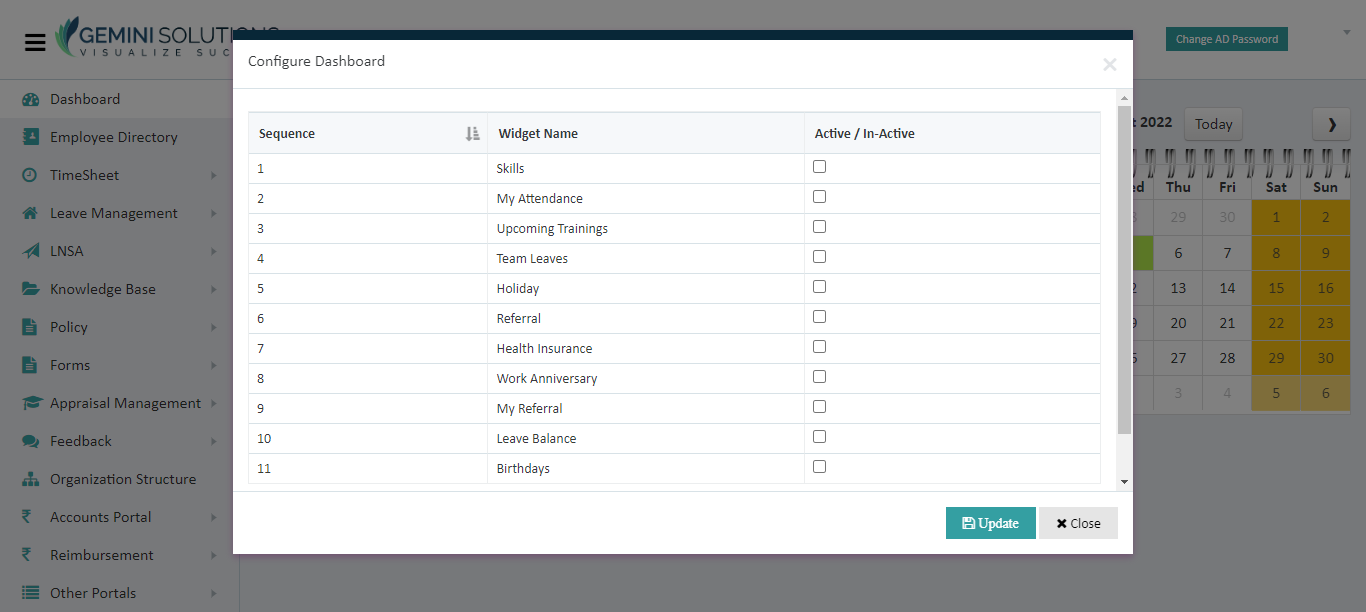 GEMINI SOLUTIONS
VISUALIZE SUC
Change AD Password
Configure Dashboard
×
Dashboard
Employee Directory
TimeSheet
Leave Management
LNSA
Knowledge Base
Policy
Forms
Appraisal Management
Feedback
Organization Structure
₹ Accounts Portal
₹ Reimbursement
Other Portals
Sequence Widget Name Active / In-Active
1 Skills
2 My Attendance
3 Upcoming Trainings
4 Team Leaves
5 Holiday
6 Referral
7 Health Insurance
8 Work Anniversary
9 My Referral
10 Leave Balance
11 Birthdays
Update
Close
2022 Today ❯
Thu Fri Sat Sun
29 30 1 2
6 7 8 9
13 14 15 16
20 21 22 23
27 28 29 30
3 4 5 6